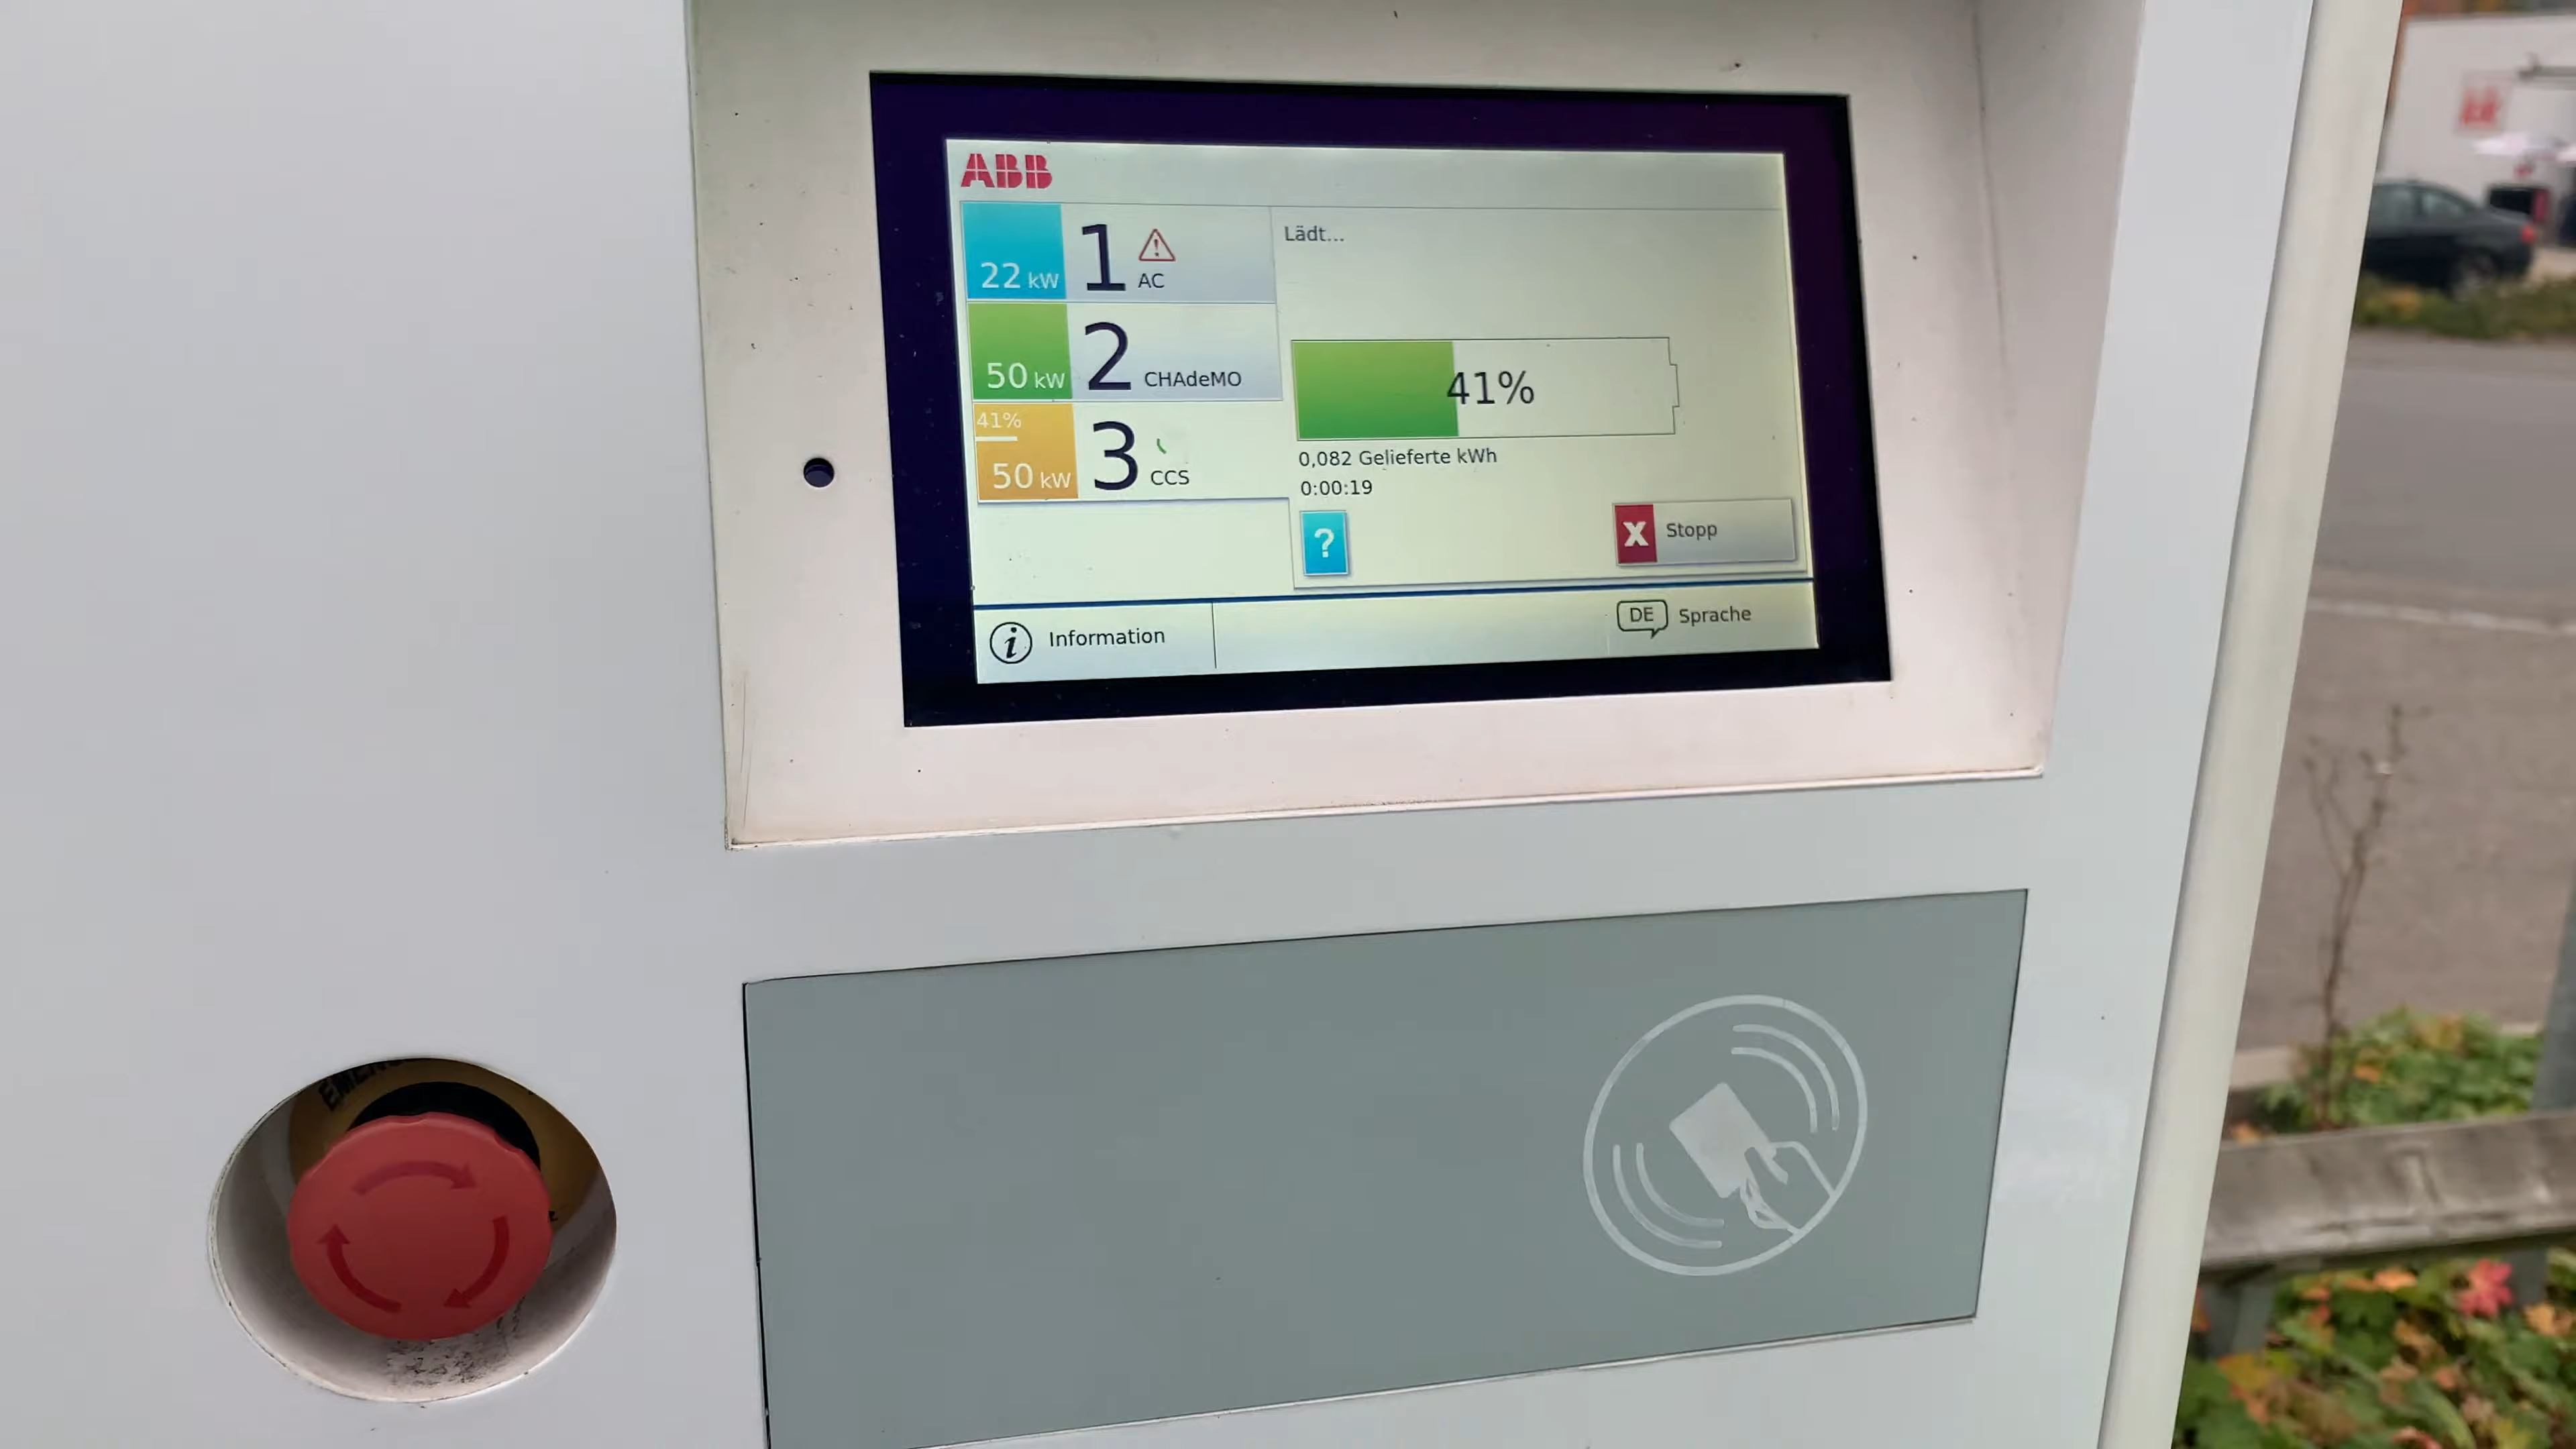 ABB
22 kW 1 AC
50 kW 2 CHAdeMO
41%
50 kW 3 CCS
Lädt...
41%
0,082 Gelieferte kWh
0:00:19
? X Stopp
i Information
DE Sprache